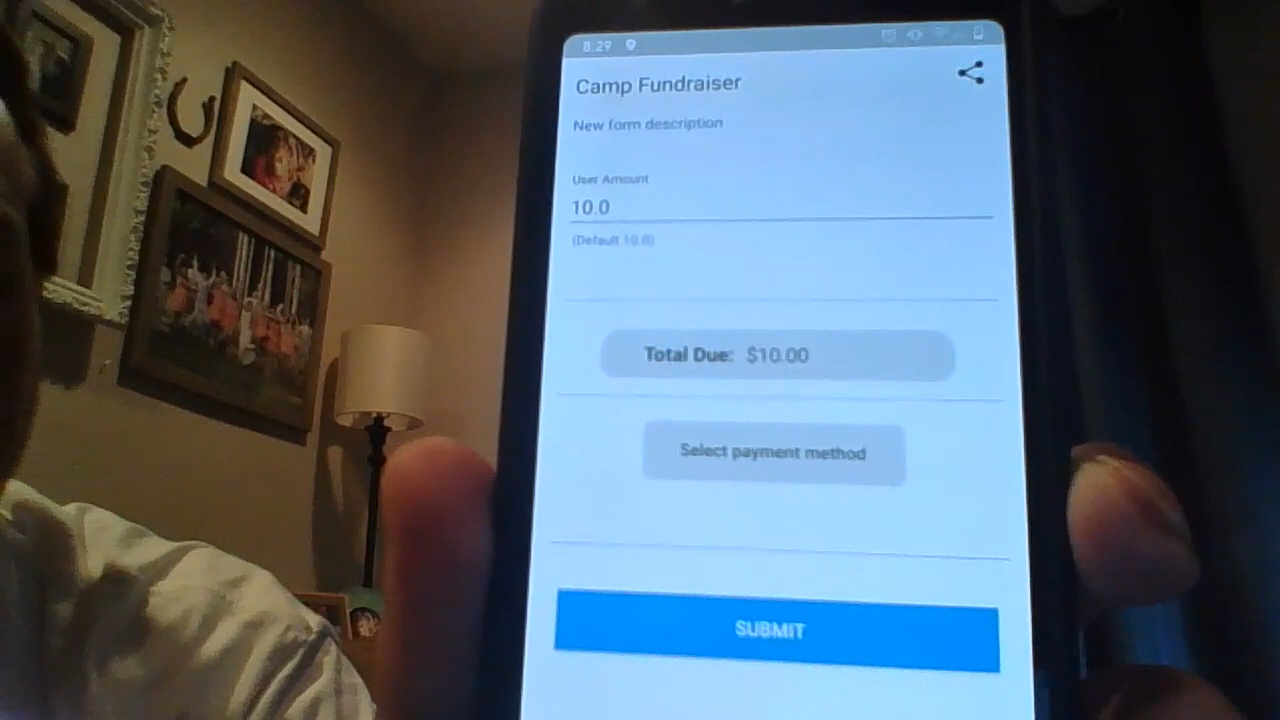 8:29
Camp Fundraiser
New form description
User Amount
10.0
(Default 10.0)
Total Due: $10.00
Select payment method
SUBMIT